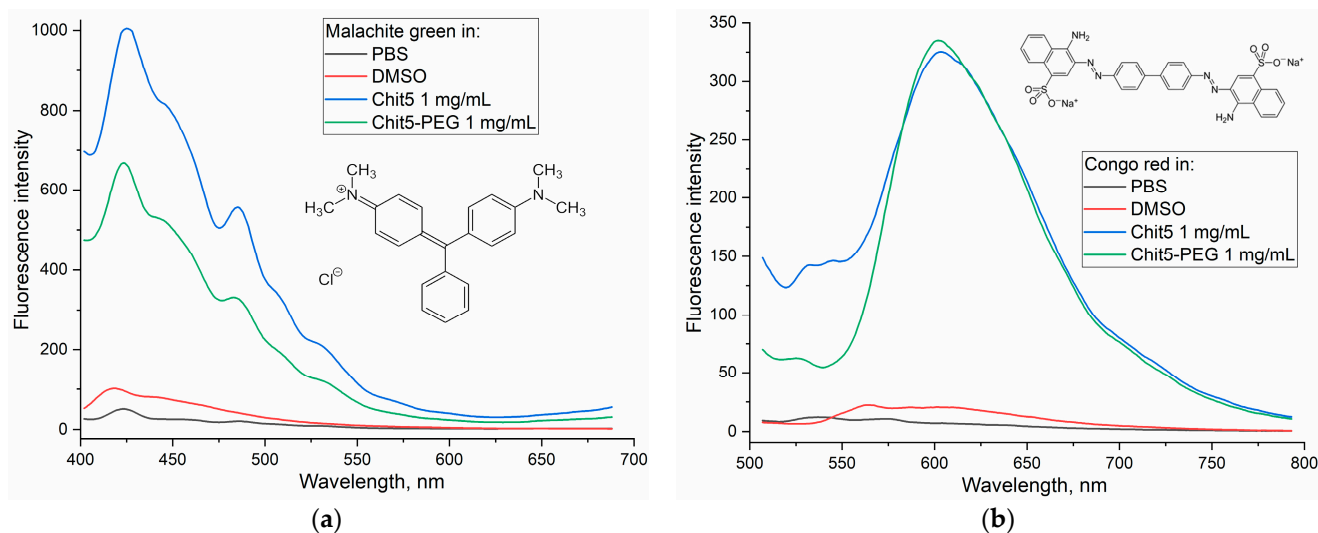 Malachite green in:
PBS
DMSO
Chit5 1 mg/mL
Chit5-PEG 1 mg/mL
Fluorescence intensity
1000
800
600
400
200
0
400
450
500
550
600
650
700
Wavelength, nm
CH₃
H₃C
N
⊕
CH₃
N
CH₃
Cl⊖
(a)
Congo red in:
PBS
DMSO
Chit5 1 mg/mL
Chit5-PEG 1 mg/mL
Fluorescence intensity
350
300
250
200
150
100
50
0
500
550
600
650
700
750
800
Wavelength, nm
NH₂
N
N
O
S
O
O⁻Na⁺
N
N
O
S
O
O⁻Na⁺
NH₂
(b)